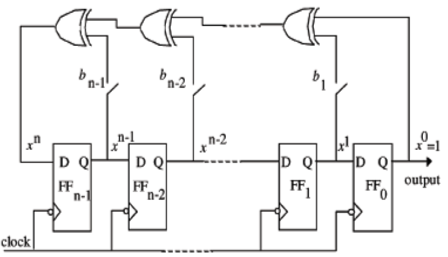 b n-1
b n-2
b 1
x n
x n-1
x n-2
x 1
x 0 =1
D Q
FF n-1
D Q
FF n-2
D Q
FF 1
D Q
FF 0
output
clock